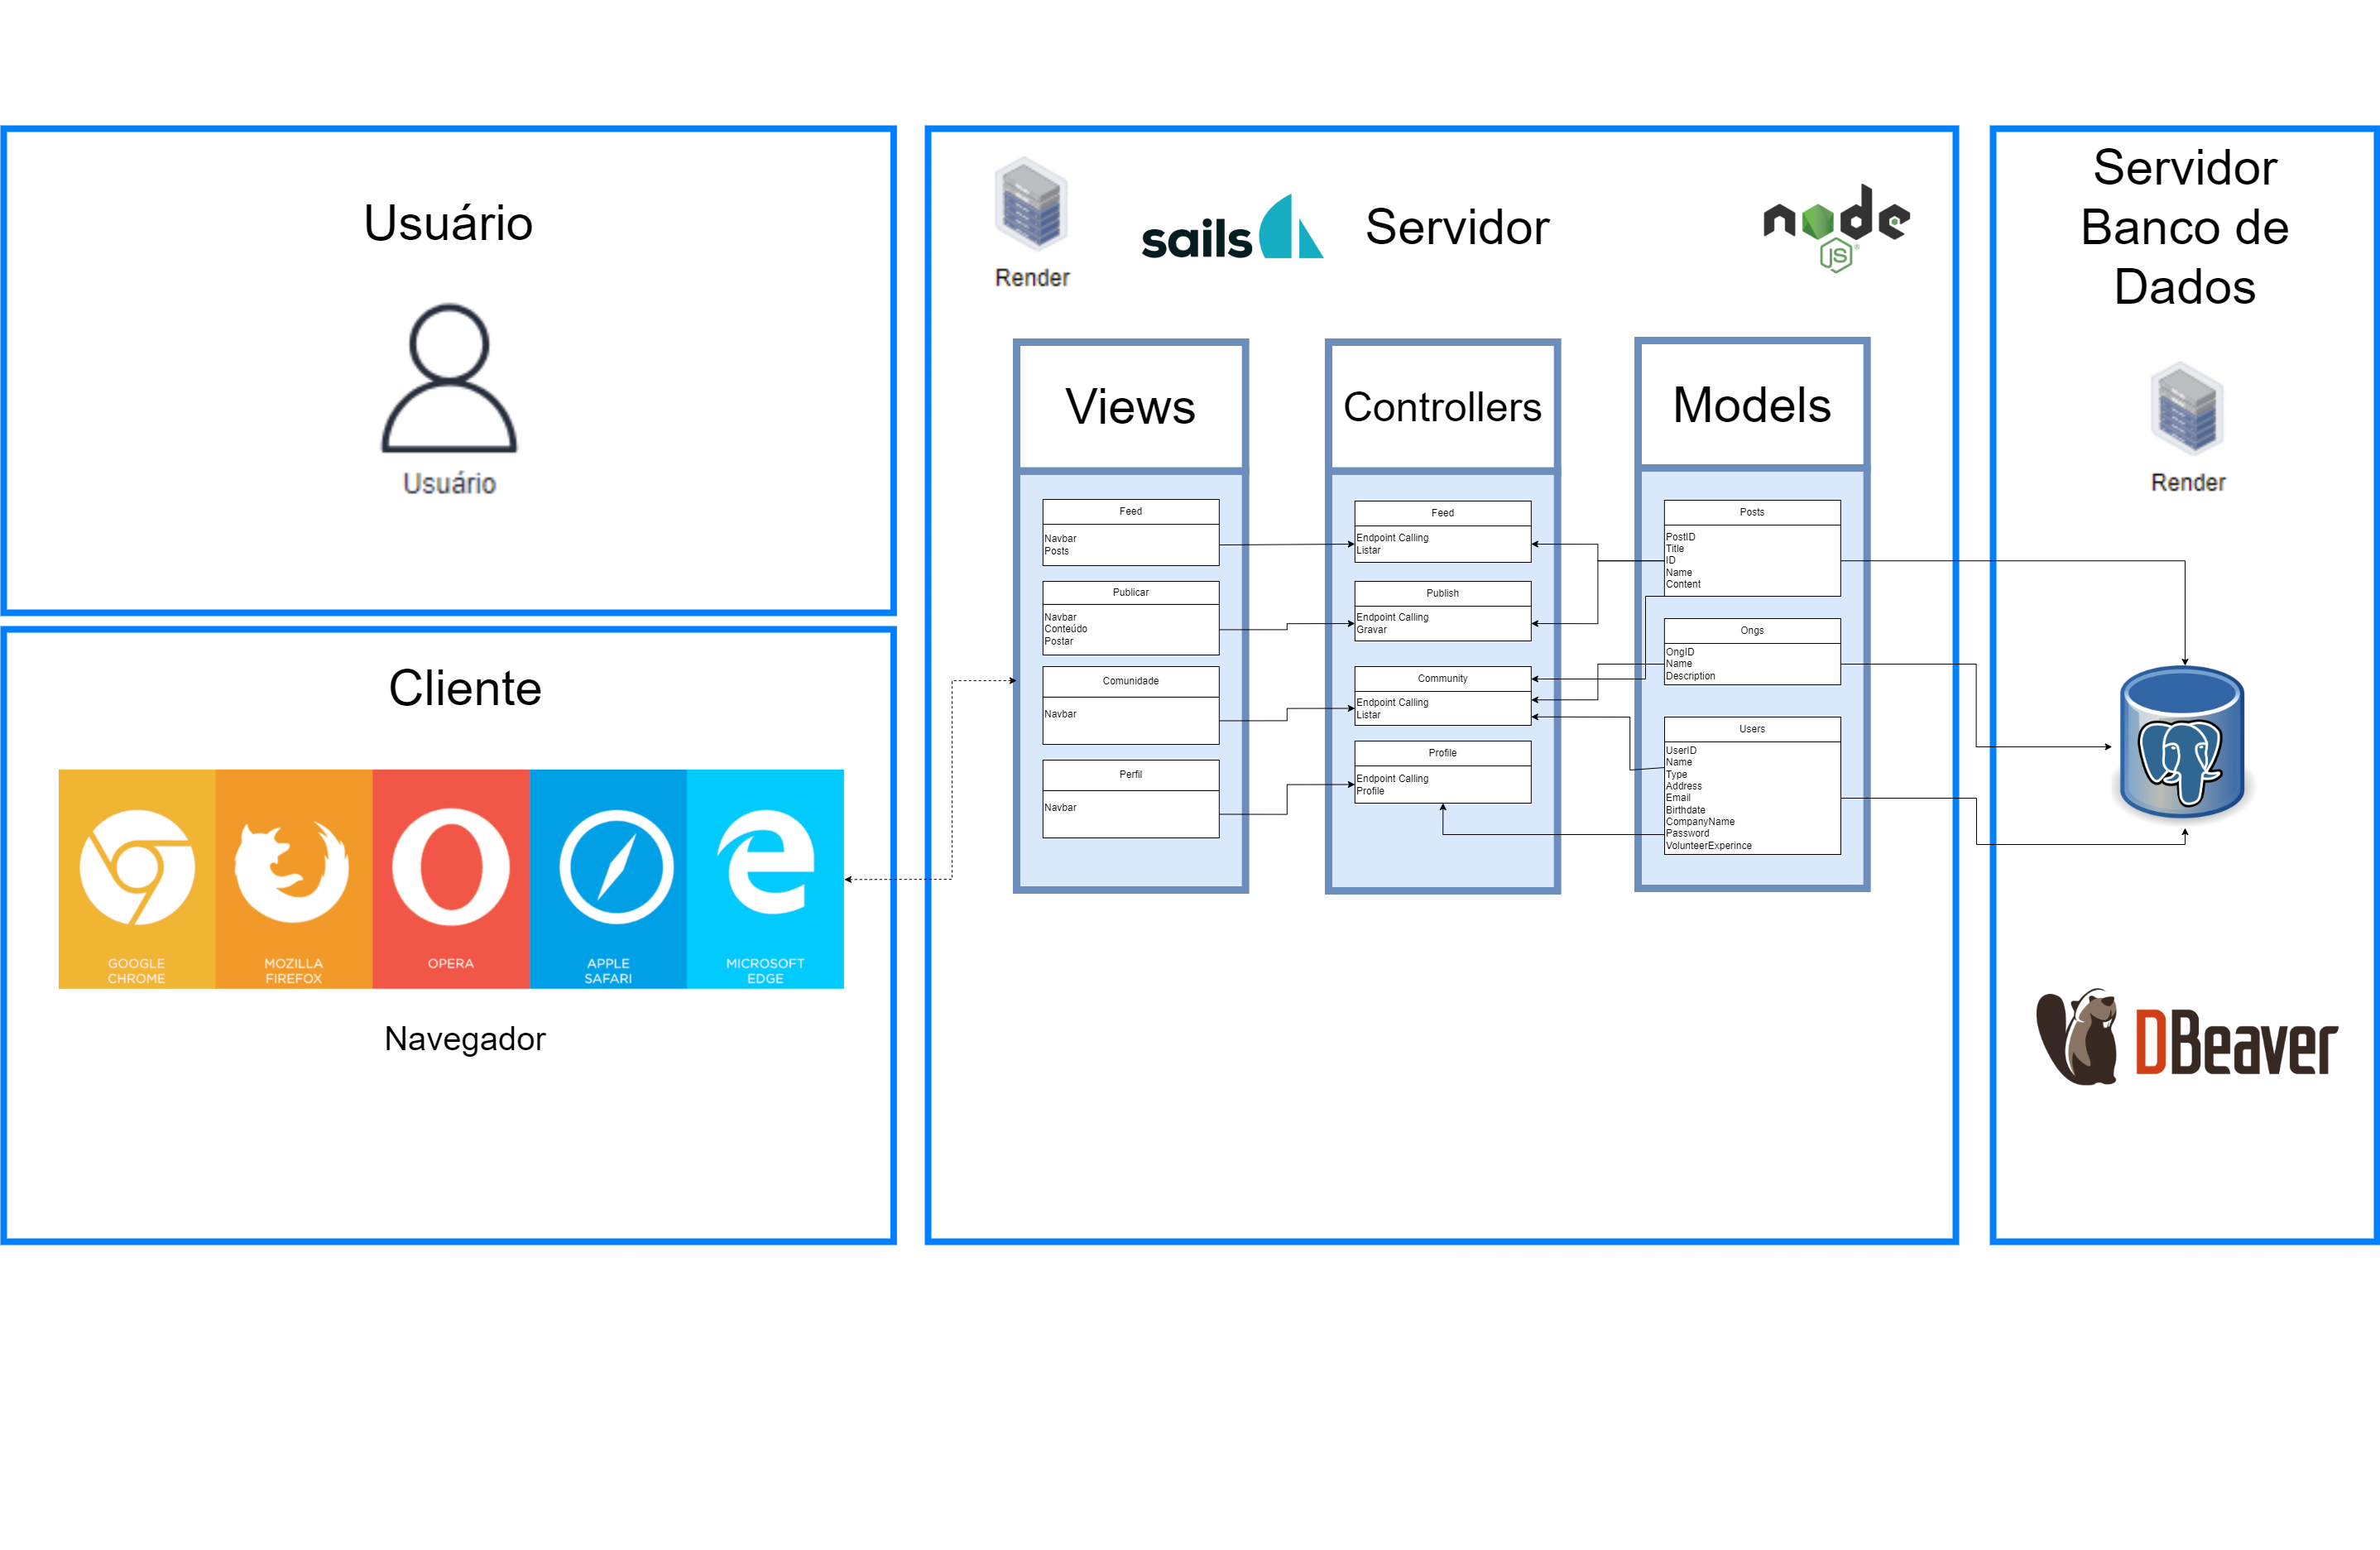 Usuário
Usuário
Cliente
GOOGLE
CHROME
MOZILLA
FIREFOX
OPERA
APPLE
SAFARI
MICROSOFT
EDGE
Navegador
Render
sails
Servidor
node
JS
Views
Feed
Navbar
Posts
Publicar
Navbar
Conteúdo
Postar
Comunidade
Navbar
Perfil
Navbar
Controllers
Feed
Endpoint Calling
Listar
Publish
Endpoint Calling
Gravar
Community
Endpoint Calling
Listar
Profile
Endpoint Calling
Profile
Models
Posts
PostID
Title
ID
Name
Content
Ongs
OngID
Name
Description
Users
UserID
Name
Type
Address
Email
Birthdate
CompanyName
Password
VolunteerExperince
Servidor
Banco de
Dados
Render
DBeaver